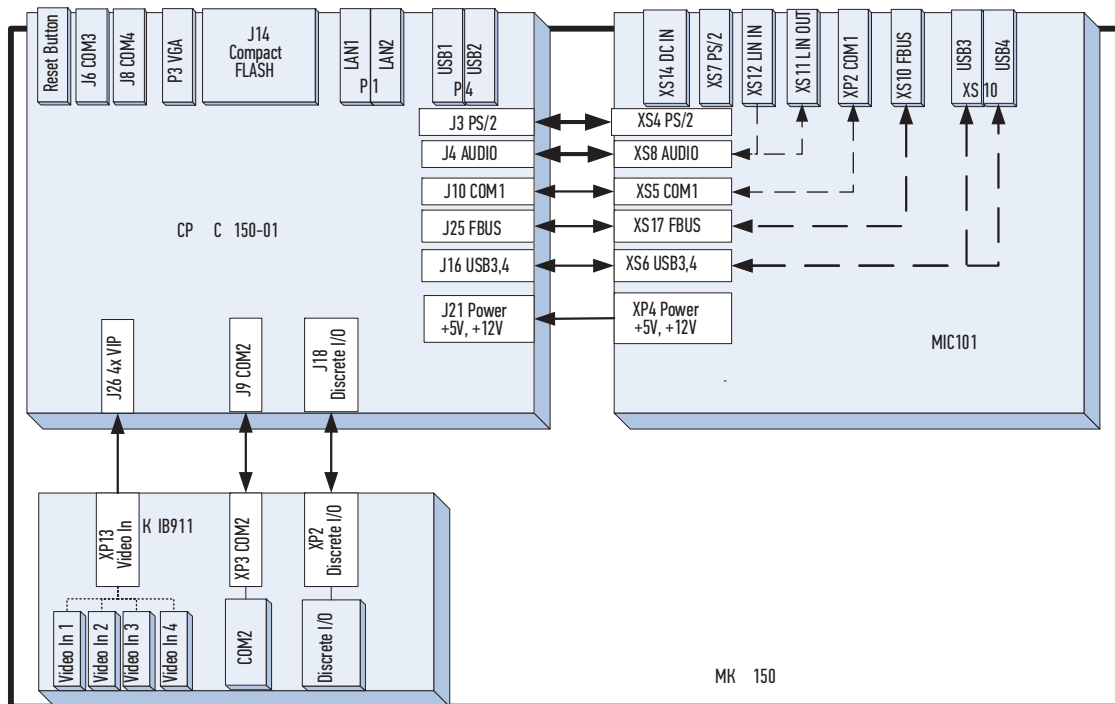 Reset Button
J6 COM3
J8 COM4
P3 VGA
J14
Compact
FLASH
LAN1
LAN2
P 1
USB1
USB2
P 4
J3 PS/2
J4 AUDIO
J10 COM1
J25 FBUS
J16 USB3,4
J21 Power
+5V, +12V
CP C 150-01
J26 4x VIP
J9 COM2
J18
Discrete I/O
XS14 DC IN
XS7 PS/2
XS12 LIN IN
XS11 LIN OUT
XP2 COM1
XS10 FBUS
USB3
USB4
XS 10
XS4 PS/2
XS8 AUDIO
XS5 COM1
XS17 FBUS
XS6 USB3,4
XP4 Power
+5V, +12V
MIC101
K IB911
XP13
Video In
XP3 COM2
XP2
Discrete I/O
Video In 1
Video In 2
Video In 3
Video In 4
COM2
Discrete I/O
MK 150